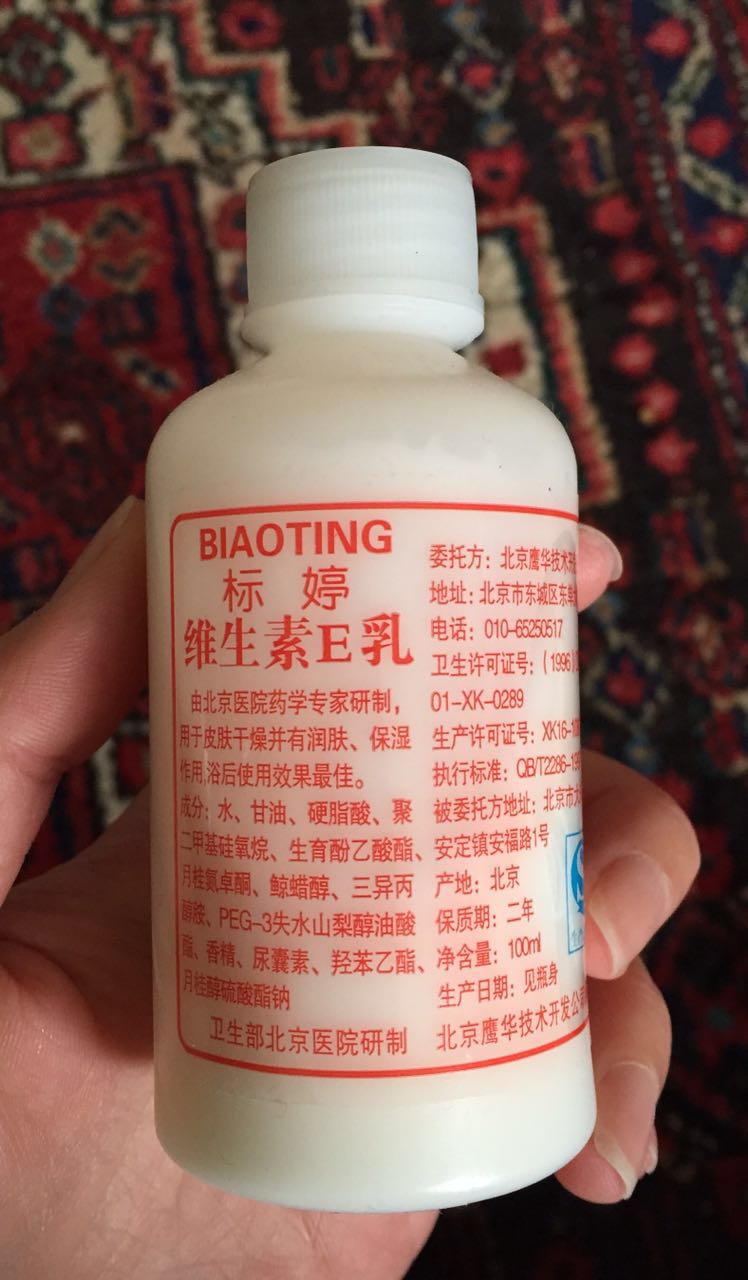 BIAOTING
标 婷
维生素E乳
由北京医院药学专家研制，
用于皮肤干燥并有润肤、保湿
作用,浴后使用效果最佳。
成分：水、甘油、硬脂酸、聚
二甲基硅氧烷、生育酚乙酸酯、
月桂氮卓酮、鲸蜡醇、三异丙
醇胺、PEG-3失水山梨醇油酸
酯、香精、尿囊素、羟苯乙酯、
月桂醇硫酸酯钠
卫生部北京医院研制
委托方：北京鹰华技术开
地址：北京市东城区东单
电话：010-65250517
卫生许可证号：(1996)
01-XK-0289
生产许可证号：XK16-10
执行标准：QB/T2286-199
被委托方地址：北京市
安定镇安福路1号
产地：北京
保质期：二年
净含量：100ml
生产日期：见瓶身
北京鹰华技术开发公